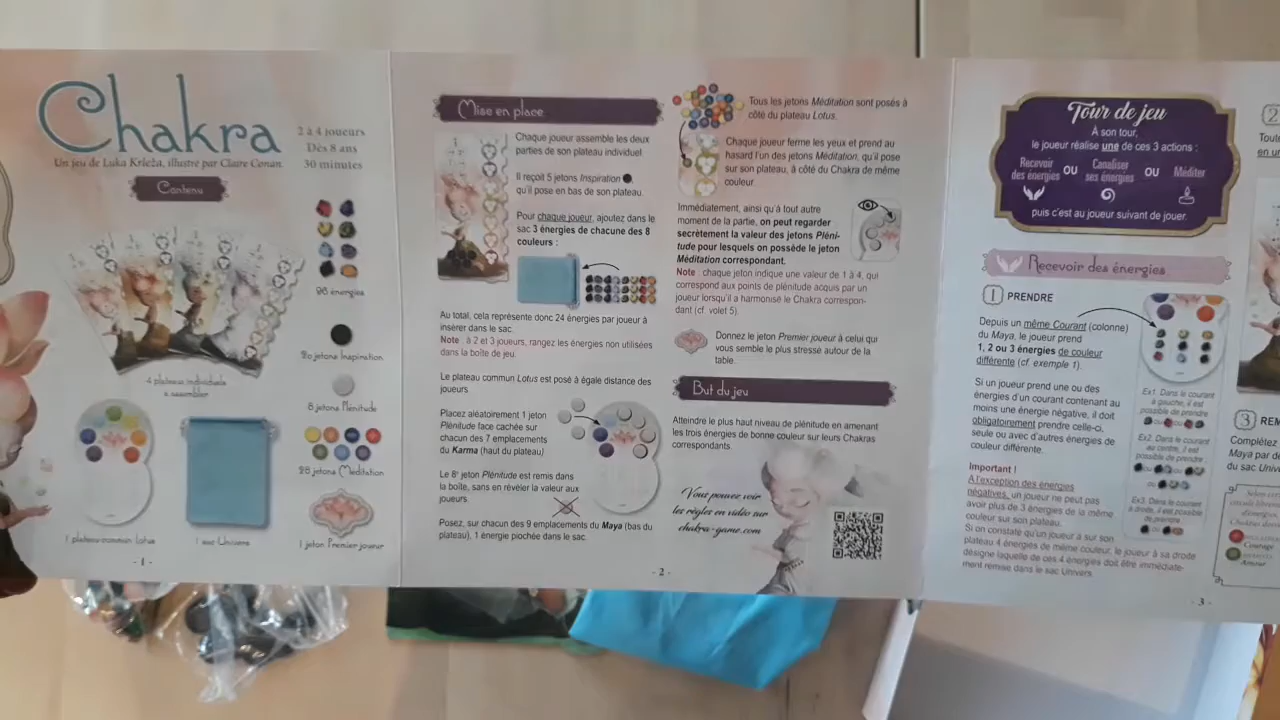 Chakra
Un jeu de Luka Krleža, illustré par Claire Conan.
2 à 4 joueurs
Dès 8 ans
30 minutes
Contenu
4 plateaux individuels
à assembler
96 énergies
20 jetons Inspiration
8 jetons Plénitude
28 jetons Méditation
1 plateau commun Lotus
1 sac Univers
1 jeton Premier joueur
- 1 -
Mise en place
Chaque joueur assemble les deux
parties de son plateau individuel
Il reçoit 5 jetons Inspiration
qu'il pose en bas de son plateau.
Pour chaque joueur, ajoutez dans le
sac 3 énergies de chacune des 8
couleurs :
Au total, cela représente donc 24 énergies par joueur à
insérer dans le sac.
Note : à 2 et 3 joueurs, rangez les énergies non utilisées
dans la boîte de jeu.
Le plateau commun Lotus est posé à égale distance des
joueurs.
Placez aléatoirement 1 jeton
Plénitude face cachée sur
chacun des 7 emplacements
du Karma (haut du plateau)
Le 8e jeton Plénitude est remis dans
la boîte, sans en révéler la valeur aux
joueurs.
Posez, sur chacun des 9 emplacements du Maya (bas du
plateau), 1 énergie piochée dans le sac.
Tous les jetons Méditation sont posés à
côté du plateau Lotus.
Chaque joueur ferme les yeux et prend au
hasard l'un des jetons Méditation, qu'il pose
sur son plateau, à côté du Chakra de même
couleur.
Immédiatement, ainsi qu'à tout autre
moment de la partie, on peut regarder
secrètement la valeur des jetons Pléni-
tude pour lesquels on possède le jeton
Méditation correspondant.
Note : chaque jeton indique une valeur de 1 à 4, qui
correspond aux points de plénitude acquis par un
joueur lorsqu'il a harmonisé le Chakra correspon-
dant (cf. volet 5).
Donnez le jeton Premier joueur à celui qui
vous semble le plus stressé autour de la
table.
But du jeu
Atteindre le plus haut niveau de plénitude en amenant
les trois énergies de bonne couleur sur leurs Chakras
correspondants.
Vous pouvez voir
les règles en vidéo sur
chakra-game.com
- 2 -
Tour de jeu
À son tour,
le joueur réalise une de ces 3 actions :
Recevoir
des énergies
OU
Canaliser
ses énergies
OU
Méditer
puis c'est au joueur suivant de jouer.
Recevoir des énergies
1 PRENDRE
Depuis un même Courant (colonne)
du Maya, le joueur prend
1, 2 ou 3 énergies de couleur
différente (cf. exemple 1).
Si un joueur prend une ou des
énergies d'un courant contenant au
moins une énergie négative, il doit
obligatoirement prendre celle-ci,
seule ou avec d'autres énergies de
couleur différente.
Important !
A l'exception des énergies
négatives, un joueur ne peut pas
avoir plus de 3 énergies de la même
couleur sur son plateau.
Si on constate qu'un joueur a sur son
plateau 4 énergies de même couleur, le joueur à sa droite
désigne laquelle de ces 4 énergies doit être immédiate-
ment remise dans le sac Univers.
Ex1. Dans le courant
à gauche, il est
possible de prendre
ou
Ex2. Dans le courant
au centre, il est
possible de prendre :
ou ou
ou
Ex3. Dans le courant
à droite, il est possible
de prendre
ou
- 3 -
2
Toute
en u
3 REM
Complétez
Maya par de
du sac Unive
Courage
Amour